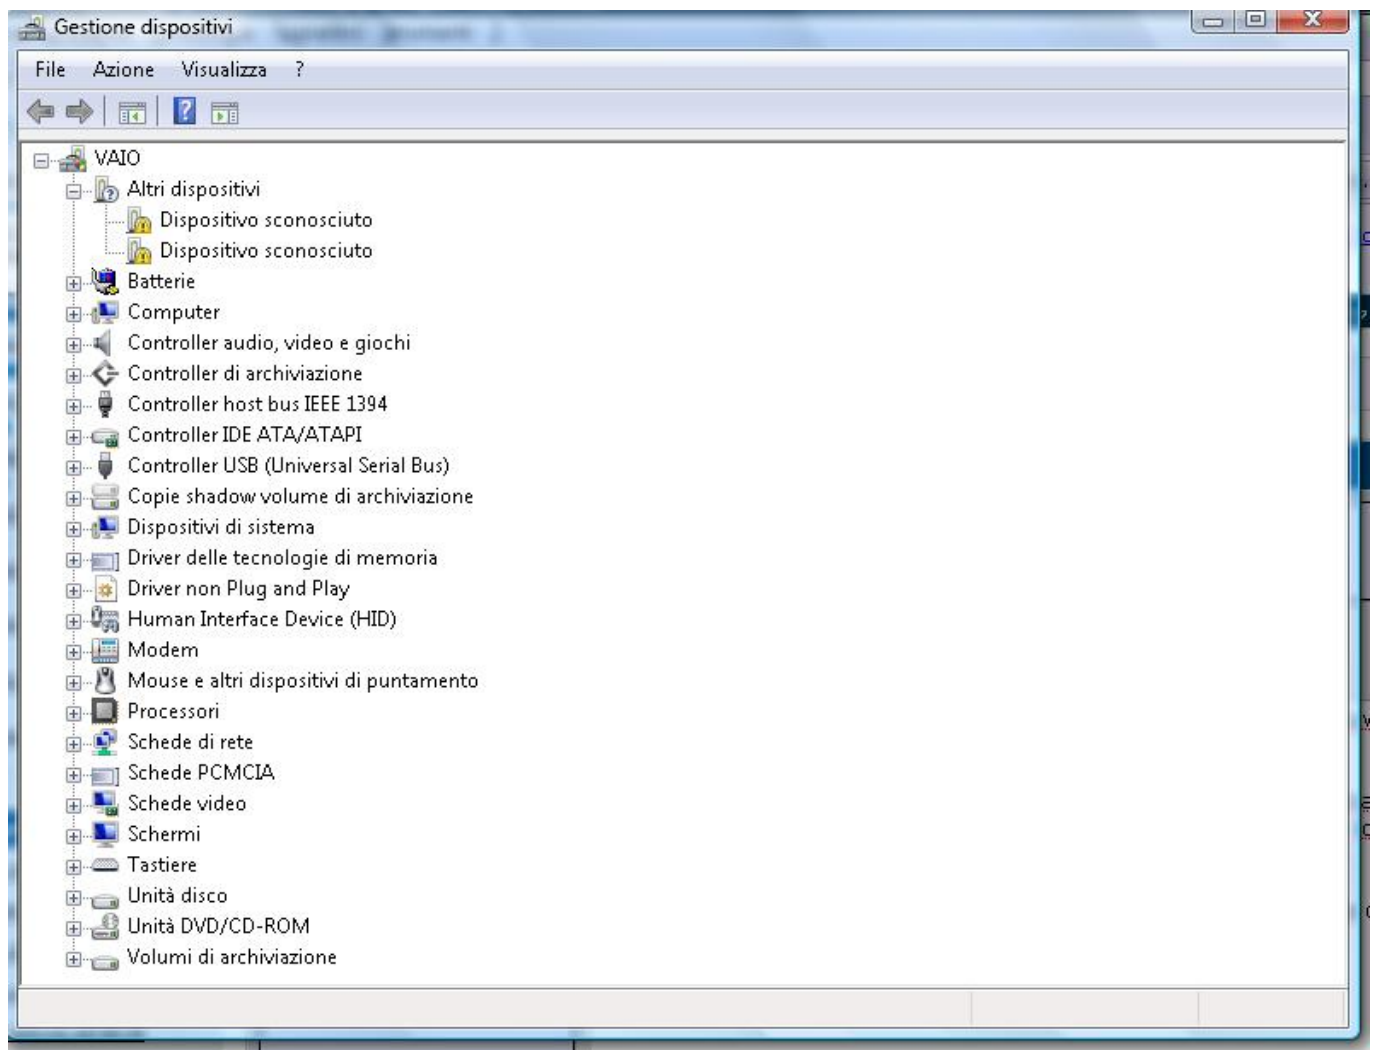 Gestione dispositivi
File Azione Visualizza ?
VAIO
Altri dispositivi
Dispositivo sconosciuto
Dispositivo sconosciuto
Batterie
Computer
Controller audio, video e giochi
Controller di archiviazione
Controller host bus IEEE 1394
Controller IDE ATA/ATAPI
Controller USB (Universal Serial Bus)
Copie shadow volume di archiviazione
Dispositivi di sistema
Driver delle tecnologie di memoria
Driver non Plug and Play
Human Interface Device (HID)
Modem
Mouse e altri dispositivi di puntamento
Processori
Schede di rete
Schede PCMCIA
Schede video
Schermi
Tastiere
Unità disco
Unità DVD/CD-ROM
Volumi di archiviazione